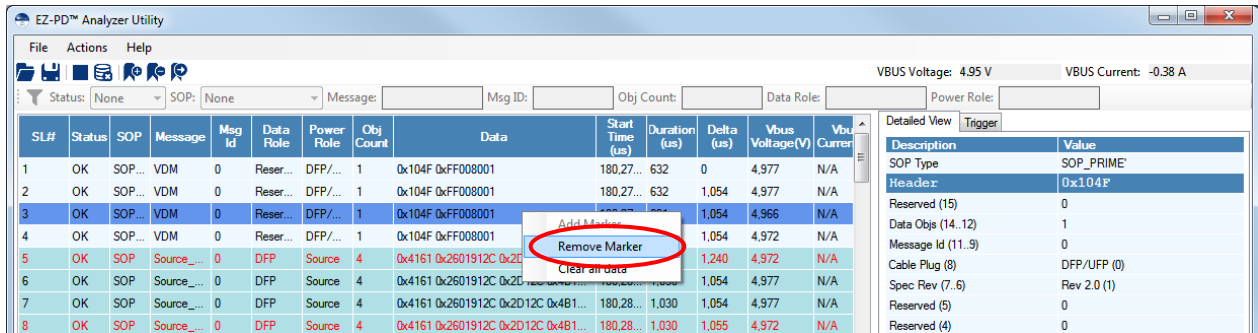 EZ-PD™ Analyzer Utility
File Actions Help
VBUS Voltage: 4.95 V VBUS Current: -0.38 A
Status: None SOP: None Message: Msg ID: Obj Count: Data Role: Power Role:
SL# Status SOP Message Msg Id Data Role Power Role Obj Count Data Start Time (us) Duration (us) Delta (us) Vbus Voltage(V) Vbu Curren
1 OK SOP... VDM 0 Reser... DFP/... 1 0x104F 0xFF008001 180,27... 632 0 4,977 N/A
2 OK SOP... VDM 0 Reser... DFP/... 1 0x104F 0xFF008001 180,27... 632 1,054 4,977 N/A
3 OK SOP... VDM 0 Reser... DFP/... 1 0x104F 0xFF008001 1,054 4,966 N/A
4 OK SOP... VDM 0 Reser... DFP/... 1 0x104F 0xFF008001 1,054 4,972 N/A
5 OK SOP Source_... 0 DFP Source 4 0x4161 0x2601912C 0x2D 1,240 4,972 N/A
6 OK SOP Source_... 0 DFP Source 4 0x4161 0x2601912C 0x2D12C 0x4B1... 1,054 4,977 N/A
7 OK SOP Source_... 0 DFP Source 4 0x4161 0x2601912C 0x2D12C 0x4B1... 180,28... 1,030 1,054 4,977 N/A
8 OK SOP Source_... 0 DFP Source 4 0x4161 0x2601912C 0x2D12C 0x4B1... 180,28... 1,030 1,055 4,972 N/A
Add Marker
Remove Marker
Clear all data
Detailed View Trigger
Description Value
SOP Type SOP_PRIME'
Header 0x104F
Reserved (15) 0
Data Objs (14..12) 1
Message Id (11..9) 0
Cable Plug (8) DFP/UFP (0)
Spec Rev (7..6) Rev 2.0 (1)
Reserved (5) 0
Reserved (4) 0